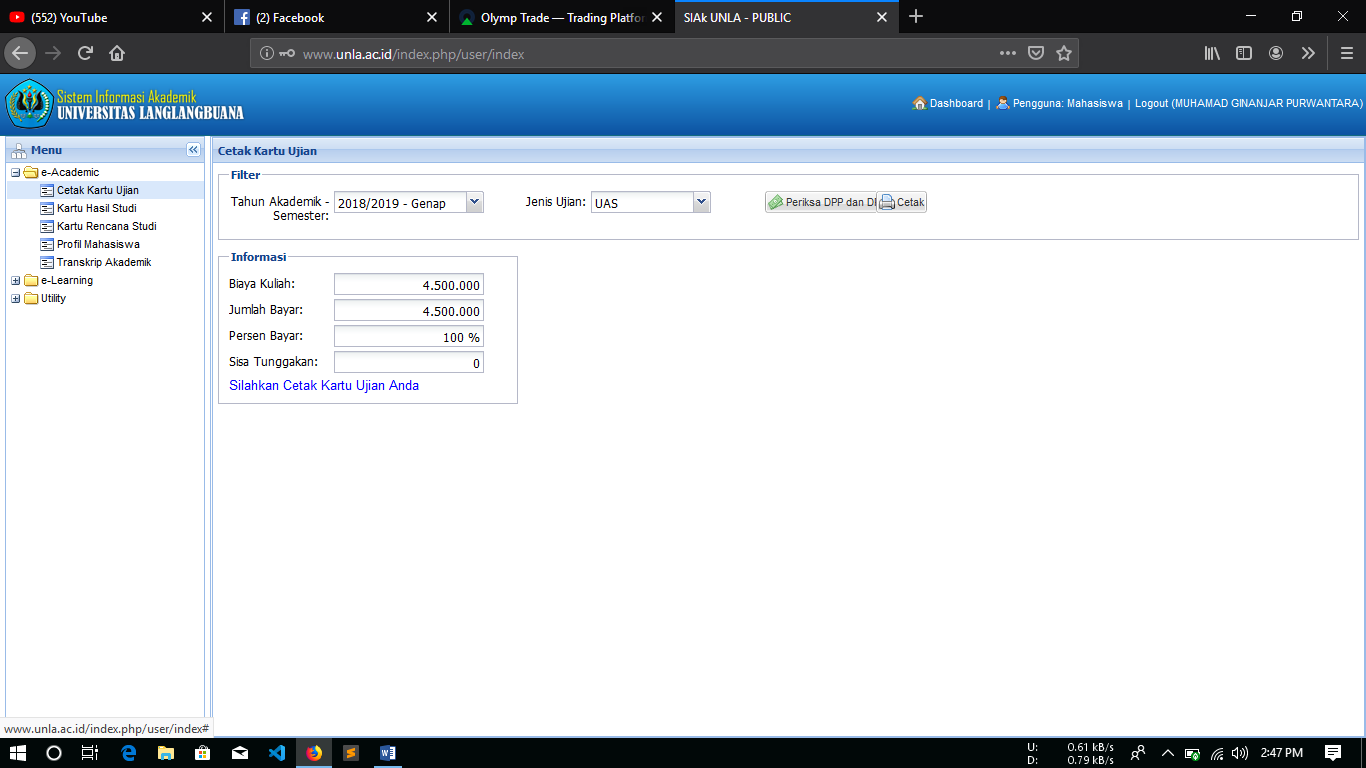 (552) YouTube
(2) Facebook
Olymp Trade — Trading Platfor
SIAk UNLA - PUBLIC
www.unla.ac.id/index.php/user/index
Sistem Informasi Akademik
UNIVERSITAS LANGLANGBUANA
Dashboard | Pengguna: Mahasiswa | Logout (MUHAMAD GINANJAR PURWANTARA)
Menu
e-Academic
Cetak Kartu Ujian
Kartu Hasil Studi
Kartu Rencana Studi
Profil Mahasiswa
Transkrip Akademik
e-Learning
Utility
Cetak Kartu Ujian
Filter
Tahun Akademik - Semester: 2018/2019 - Genap
Jenis Ujian: UAS
Periksa DPP dan D
Cetak
Informasi
Biaya Kuliah: 4.500.000
Jumlah Bayar: 4.500.000
Persen Bayar: 100 %
Sisa Tunggakan: 0
Silahkan Cetak Kartu Ujian Anda
www.unla.ac.id/index.php/user/index#
U: 0.61 kB/s
D: 0.79 kB/s
2:47 PM